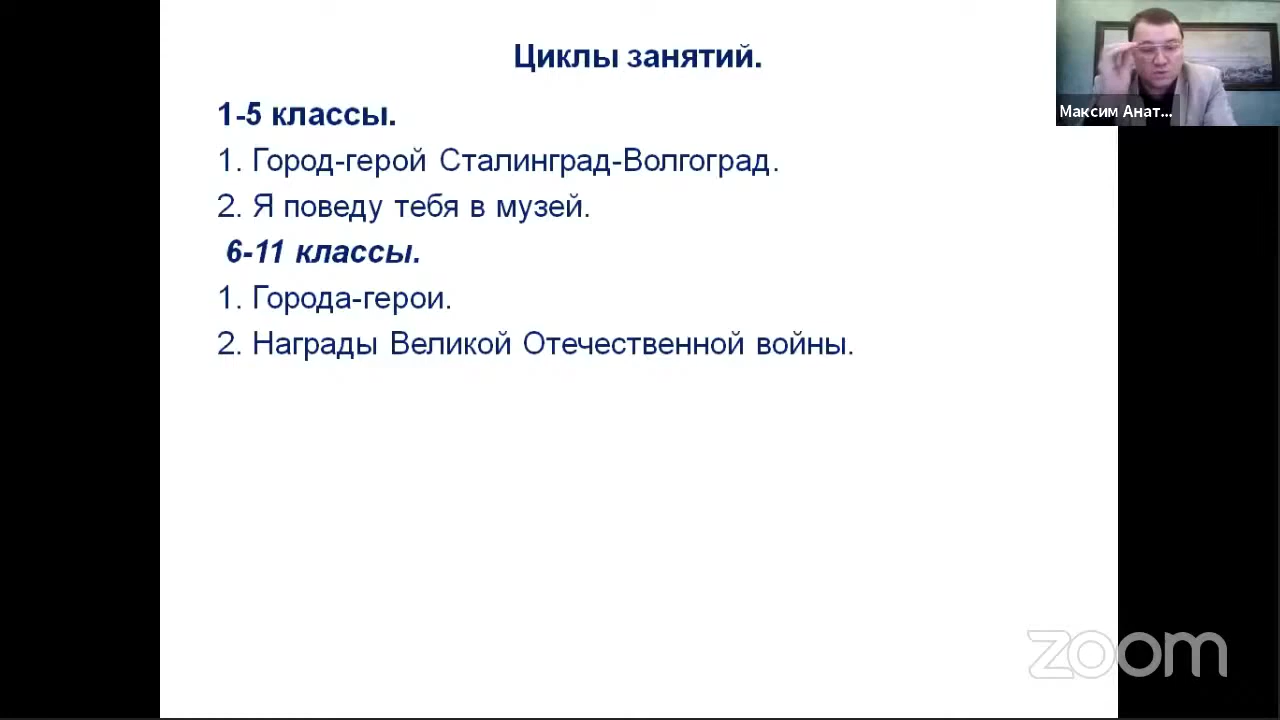 Циклы занятий.
Максим Анат...
1-5 классы.
1. Город-герой Сталинград-Волгоград.
2. Я поведу тебя в музей.
6-11 классы.
1. Города-герои.
2. Награды Великой Отечественной войны.
zoom